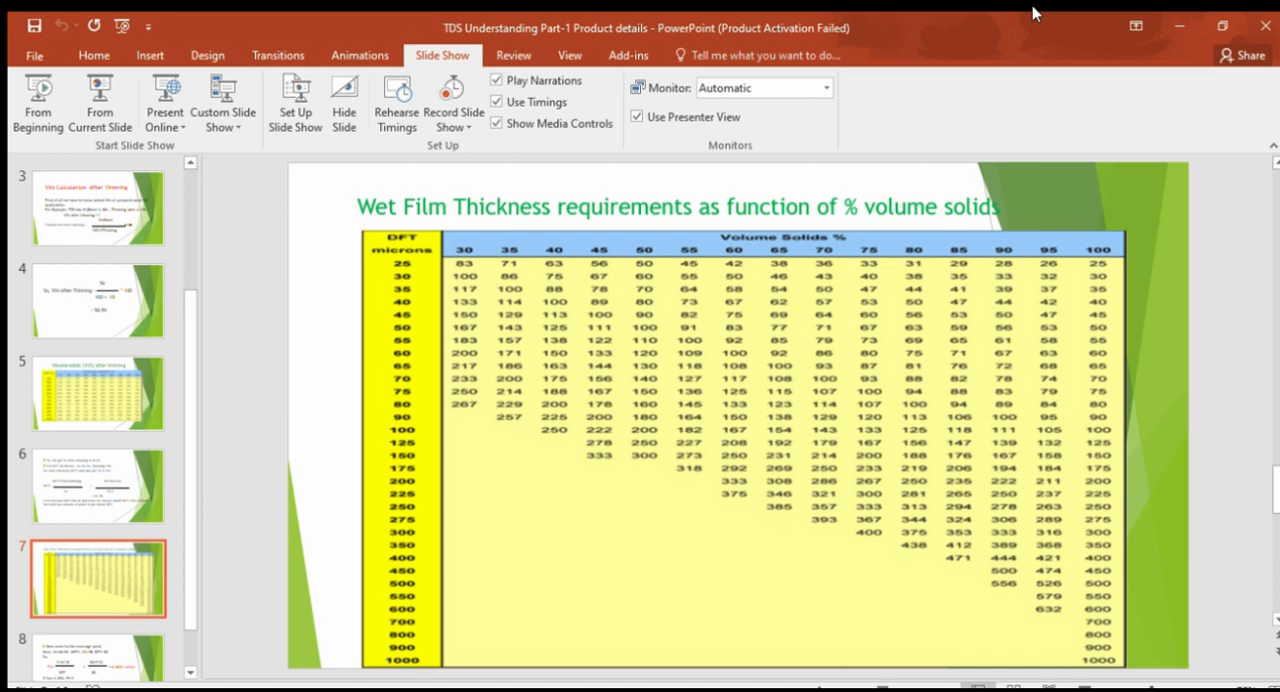 TDS Understanding Part-1 Product details - PowerPoint (Product Activation Failed)
File Home Insert Design Transitions Animations Slide Show Review View Add-ins Tell me what you want to do... Share
From Beginning
From Current Slide
Present Online
Custom Slide Show
Set Up Slide Show
Hide Slide
Rehearse Timings
Record Slide Show
Play Narrations
Use Timings
Show Media Controls
Monitor: Automatic
Use Presenter View
Start Slide Show
Set Up
Monitors
3
4
5
6
7
8
Wet Film Thickness requirements as function of % volume solids
DFT Volume Solids %
microns 30 35 40 45 50 55 60 65 70 75 80 85 90 95 100
25 83 71 63 56 50 45 42 38 36 33 31 29 28 26 25
30 100 86 75 67 60 55 50 46 43 40 38 35 33 32 30
35 117 100 88 78 70 64 58 54 50 47 44 41 39 37 35
40 133 114 100 89 80 73 67 62 57 53 50 47 44 42 40
45 150 129 113 100 90 82 75 69 64 60 56 53 50 47 45
50 167 143 125 111 100 91 83 77 71 67 63 59 56 53 50
55 183 157 138 122 110 100 92 85 79 73 69 65 61 58 55
60 200 171 150 133 120 109 100 92 86 80 75 71 67 63 60
65 217 186 163 144 130 118 108 100 93 87 81 76 72 68 65
70 233 200 175 156 140 127 117 108 100 93 88 82 78 74 70
75 250 214 188 167 150 136 125 115 107 100 94 88 83 79 75
80 267 229 200 178 160 145 133 123 114 107 100 94 89 84 80
90 257 225 200 180 164 150 138 129 120 113 106 100 95 90
100 250 222 200 182 167 154 143 133 125 118 111 105 100
125 278 250 227 208 192 179 167 156 147 139 132 125
150 333 300 273 250 231 214 200 188 176 167 158 150
175 318 292 269 250 233 219 206 194 184 175
200 333 308 286 267 250 235 222 211 200
225 375 346 321 300 281 265 250 237 225
250 385 357 333 313 294 278 263 250
275 393 367 344 324 306 289 275
300 400 375 353 333 316 300
350 438 412 389 368 350
400 471 444 421 400
450 500 474 450
500 556 526 500
550 579 550
600 632 600
700 700
800 800
900 900
1000 1000